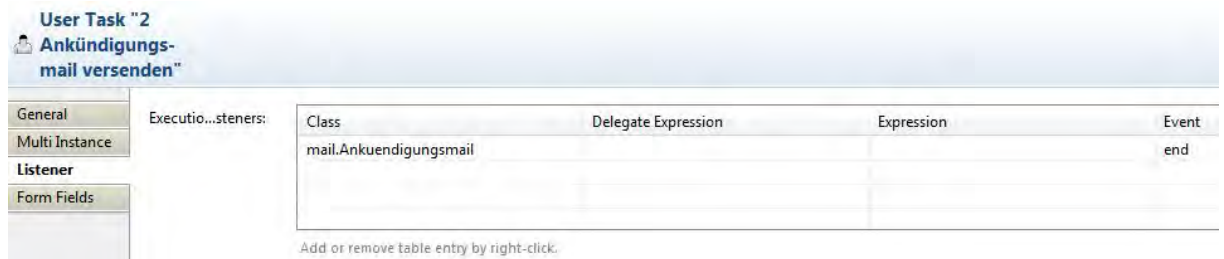 User Task "2
Ankündigungs-
mail versenden"
General
Multi Instance
Listener
Form Fields
Executio...steners:
Class Delegate Expression Expression Event
mail.Ankuendigungsmail end
Add or remove table entry by right-click.